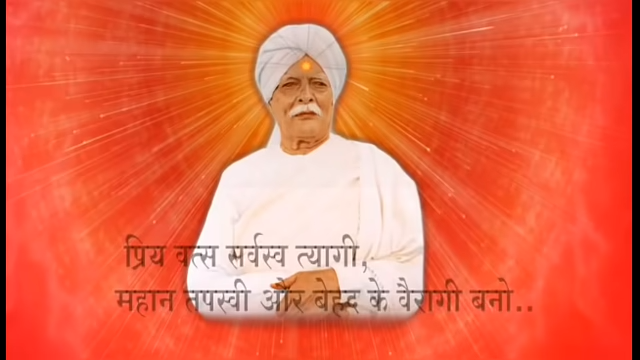 प्रिय वत्स सर्वस्व त्यागी,
महान तपस्वी और बेहद के वैरागी बनो..